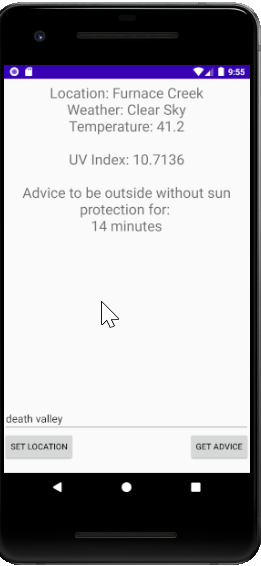 9:55
Location: Furnace Creek
Weather: Clear Sky
Temperature: 41.2
UV Index: 10.7136
Advice to be outside without sun
protection for:
14 minutes
death valley
SET LOCATION
GET ADVICE